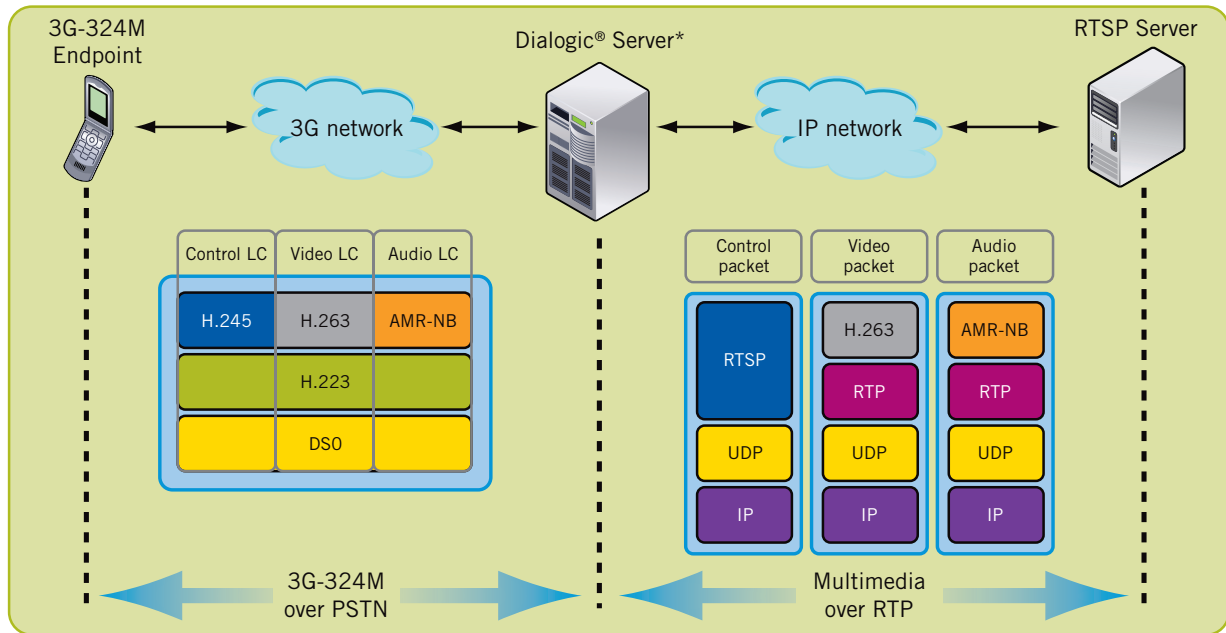 3G-324M
Endpoint
Dialogic® Server*
RTSP Server
3G network
IP network
Control LC
Video LC
Audio LC
H.245
H.263
AMR-NB
H.223
DS0
Control
packet
Video
packet
Audio
packet
RTSP
H.263
AMR-NB
RTP
RTP
UDP
UDP
UDP
IP
IP
IP
3G-324M
over PSTN
Multimedia
over RTP